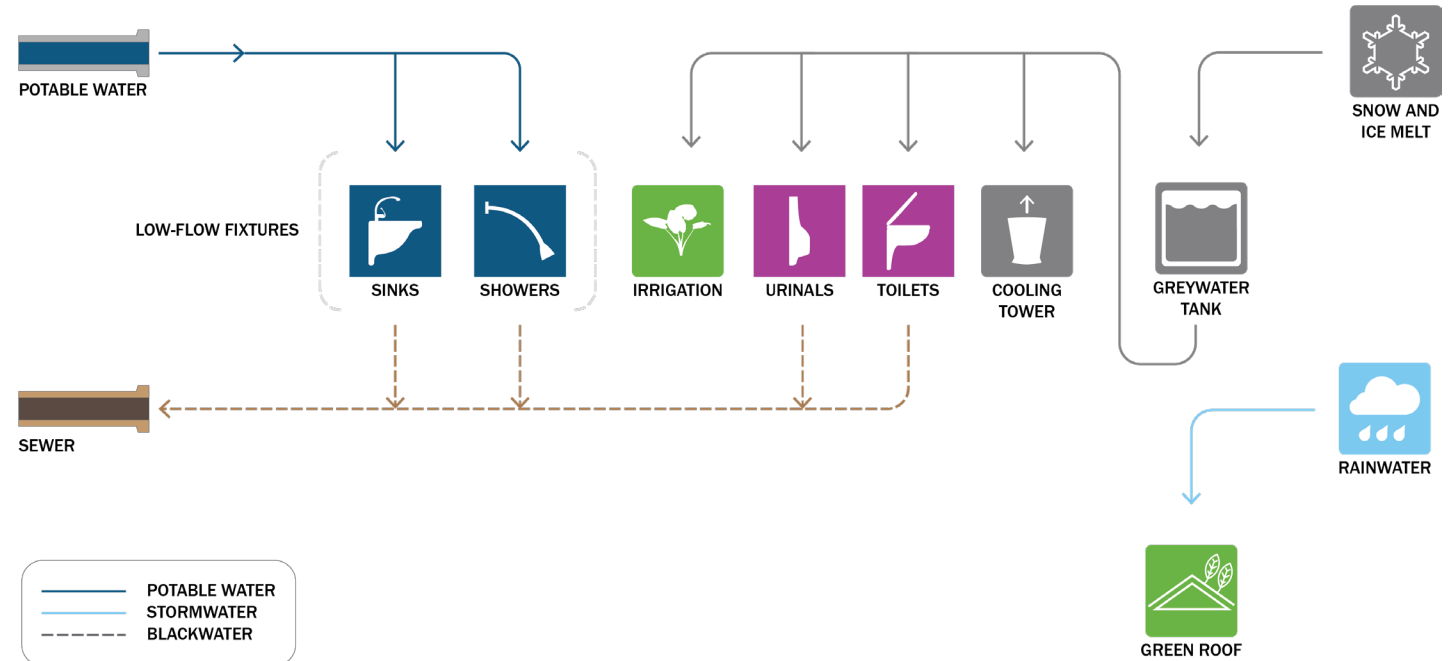 POTABLE WATER
SNOW AND
ICE MELT
LOW-FLOW FIXTURES
SINKS
SHOWERS
IRRIGATION
URINALS
TOILETS
COOLING
TOWER
GREYWATER
TANK
SEWER
RAINWATER
POTABLE WATER
STORMWATER
BLACKWATER
GREEN ROOF